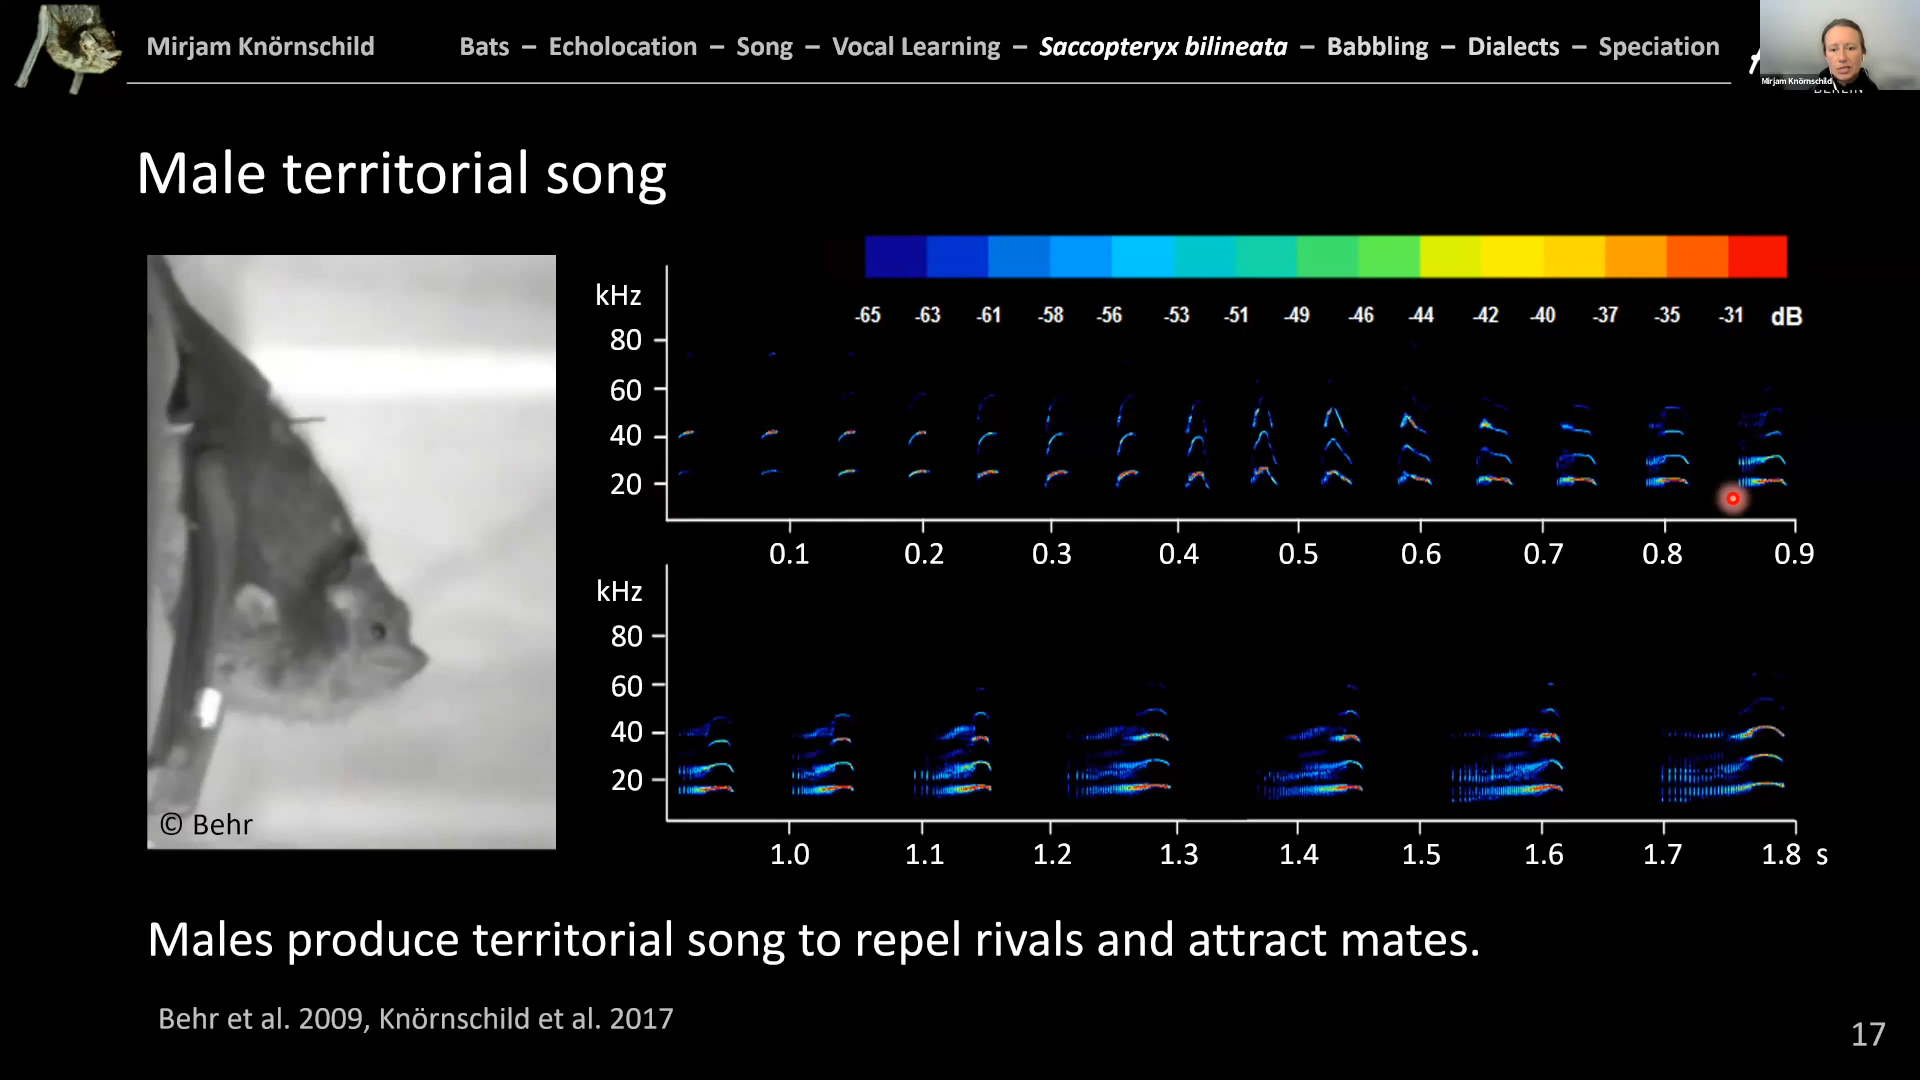 Mirjam Knörnschild
Bats – Echolocation – Song – Vocal Learning – Saccopteryx bilineata – Babbling – Dialects – Speciation
Mirjam Knörnschild
Male territorial song
kHz
-65 -63 -61 -58 -56 -53 -51 -49 -46 -44 -42 -40 -37 -35 -31 dB
80
60
40
20
0.1 0.2 0.3 0.4 0.5 0.6 0.7 0.8 0.9
kHz
80
60
40
20
1.0 1.1 1.2 1.3 1.4 1.5 1.6 1.7 1.8 s
© Behr
Males produce territorial song to repel rivals and attract mates.
Behr et al. 2009, Knörnschild et al. 2017
17